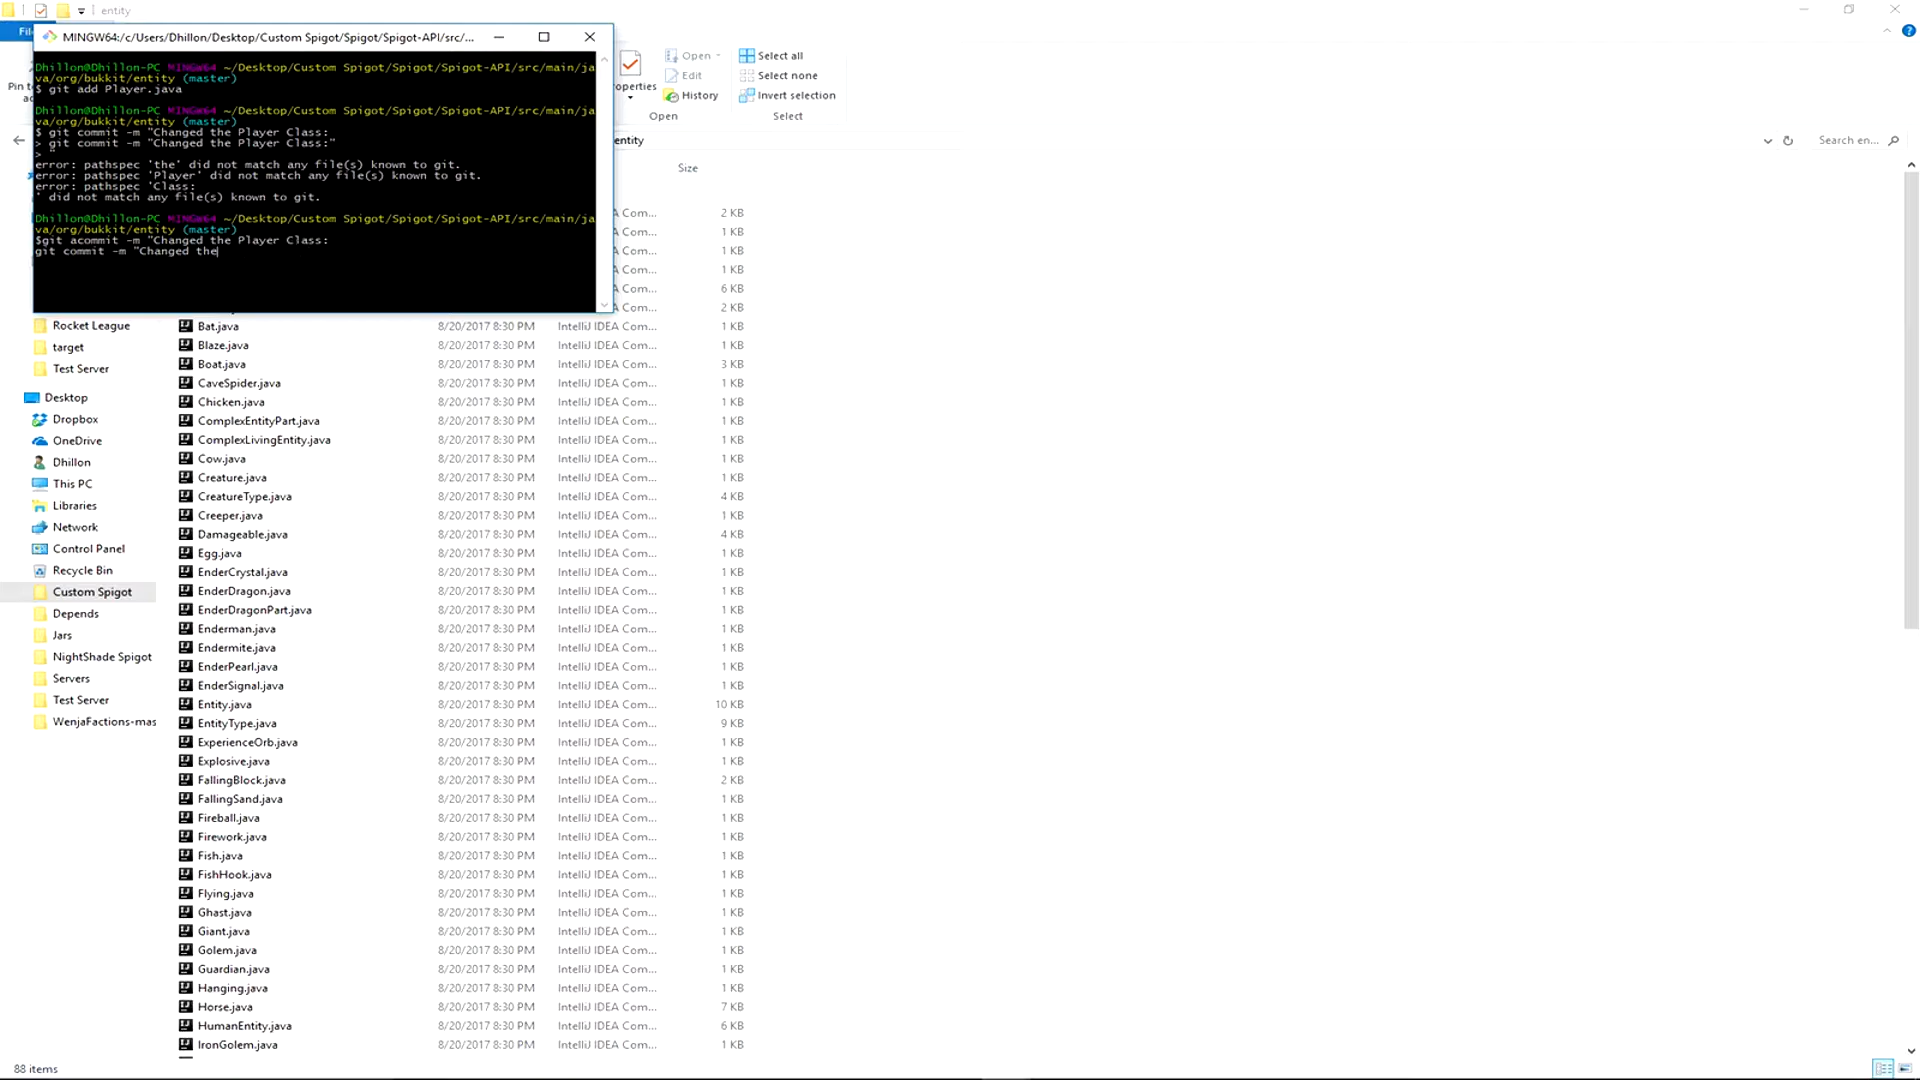 entity
File
MINGW64:/c/Users/Dhillon/Desktop/Custom Spigot/Spigot/Spigot-API/src/...
Dhillon@Dhillon-PC MINGW64 ~/Desktop/Custom Spigot/Spigot/Spigot-API/src/main/ja
va/org/bukkit/entity (master)
$ git add Player.java
Dhillon@Dhillon-PC MINGW64 ~/Desktop/Custom Spigot/Spigot/Spigot-API/src/main/ja
va/org/bukkit/entity (master)
$ git commit -m "Changed the Player Class:
> git commit -m "Changed the Player Class:"
> "
error: pathspec 'the' did not match any file(s) known to git.
error: pathspec 'Player' did not match any file(s) known to git.
error: pathspec 'Class:
' did not match any file(s) known to git.
Dhillon@Dhillon-PC MINGW64 ~/Desktop/Custom Spigot/Spigot/Spigot-API/src/main/ja
va/org/bukkit/entity (master)
$git acommit -m "Changed the Player Class:
git commit -m "Changed the
Pin to
operties
Open
Edit
History
Open
Select all
Select none
Invert selection
Select
entity
Search en...
Size
A Com... 2 KB
A Com... 1 KB
A Com... 1 KB
A Com... 1 KB
A Com... 6 KB
A Com... 2 KB
Rocket League
target
Test Server
Desktop
Dropbox
OneDrive
Dhillon
This PC
Libraries
Network
Control Panel
Recycle Bin
Custom Spigot
Depends
Jars
NightShade Spigot
Servers
Test Server
WenjaFactions-mas
Bat.java 8/20/2017 8:30 PM IntelliJ IDEA Com... 1 KB
Blaze.java 8/20/2017 8:30 PM IntelliJ IDEA Com... 1 KB
Boat.java 8/20/2017 8:30 PM IntelliJ IDEA Com... 3 KB
CaveSpider.java 8/20/2017 8:30 PM IntelliJ IDEA Com... 1 KB
Chicken.java 8/20/2017 8:30 PM IntelliJ IDEA Com... 1 KB
ComplexEntityPart.java 8/20/2017 8:30 PM IntelliJ IDEA Com... 1 KB
ComplexLivingEntity.java 8/20/2017 8:30 PM IntelliJ IDEA Com... 1 KB
Cow.java 8/20/2017 8:30 PM IntelliJ IDEA Com... 1 KB
Creature.java 8/20/2017 8:30 PM IntelliJ IDEA Com... 1 KB
CreatureType.java 8/20/2017 8:30 PM IntelliJ IDEA Com... 4 KB
Creeper.java 8/20/2017 8:30 PM IntelliJ IDEA Com... 1 KB
Damageable.java 8/20/2017 8:30 PM IntelliJ IDEA Com... 4 KB
Egg.java 8/20/2017 8:30 PM IntelliJ IDEA Com... 1 KB
EnderCrystal.java 8/20/2017 8:30 PM IntelliJ IDEA Com... 1 KB
EnderDragon.java 8/20/2017 8:30 PM IntelliJ IDEA Com... 1 KB
EnderDragonPart.java 8/20/2017 8:30 PM IntelliJ IDEA Com... 1 KB
Enderman.java 8/20/2017 8:30 PM IntelliJ IDEA Com... 1 KB
Endermite.java 8/20/2017 8:30 PM IntelliJ IDEA Com... 1 KB
EnderPearl.java 8/20/2017 8:30 PM IntelliJ IDEA Com... 1 KB
EnderSignal.java 8/20/2017 8:30 PM IntelliJ IDEA Com... 1 KB
Entity.java 8/20/2017 8:30 PM IntelliJ IDEA Com... 10 KB
EntityType.java 8/20/2017 8:30 PM IntelliJ IDEA Com... 9 KB
ExperienceOrb.java 8/20/2017 8:30 PM IntelliJ IDEA Com... 1 KB
Explosive.java 8/20/2017 8:30 PM IntelliJ IDEA Com... 1 KB
FallingBlock.java 8/20/2017 8:30 PM IntelliJ IDEA Com... 2 KB
FallingSand.java 8/20/2017 8:30 PM IntelliJ IDEA Com... 1 KB
Fireball.java 8/20/2017 8:30 PM IntelliJ IDEA Com... 1 KB
Firework.java 8/20/2017 8:30 PM IntelliJ IDEA Com... 1 KB
Fish.java 8/20/2017 8:30 PM IntelliJ IDEA Com... 1 KB
FishHook.java 8/20/2017 8:30 PM IntelliJ IDEA Com... 1 KB
Flying.java 8/20/2017 8:30 PM IntelliJ IDEA Com... 1 KB
Ghast.java 8/20/2017 8:30 PM IntelliJ IDEA Com... 1 KB
Giant.java 8/20/2017 8:30 PM IntelliJ IDEA Com... 1 KB
Golem.java 8/20/2017 8:30 PM IntelliJ IDEA Com... 1 KB
Guardian.java 8/20/2017 8:30 PM IntelliJ IDEA Com... 1 KB
Hanging.java 8/20/2017 8:30 PM IntelliJ IDEA Com... 1 KB
Horse.java 8/20/2017 8:30 PM IntelliJ IDEA Com... 7 KB
HumanEntity.java 8/20/2017 8:30 PM IntelliJ IDEA Com... 6 KB
IronGolem.java 8/20/2017 8:30 PM IntelliJ IDEA Com... 1 KB
88 items